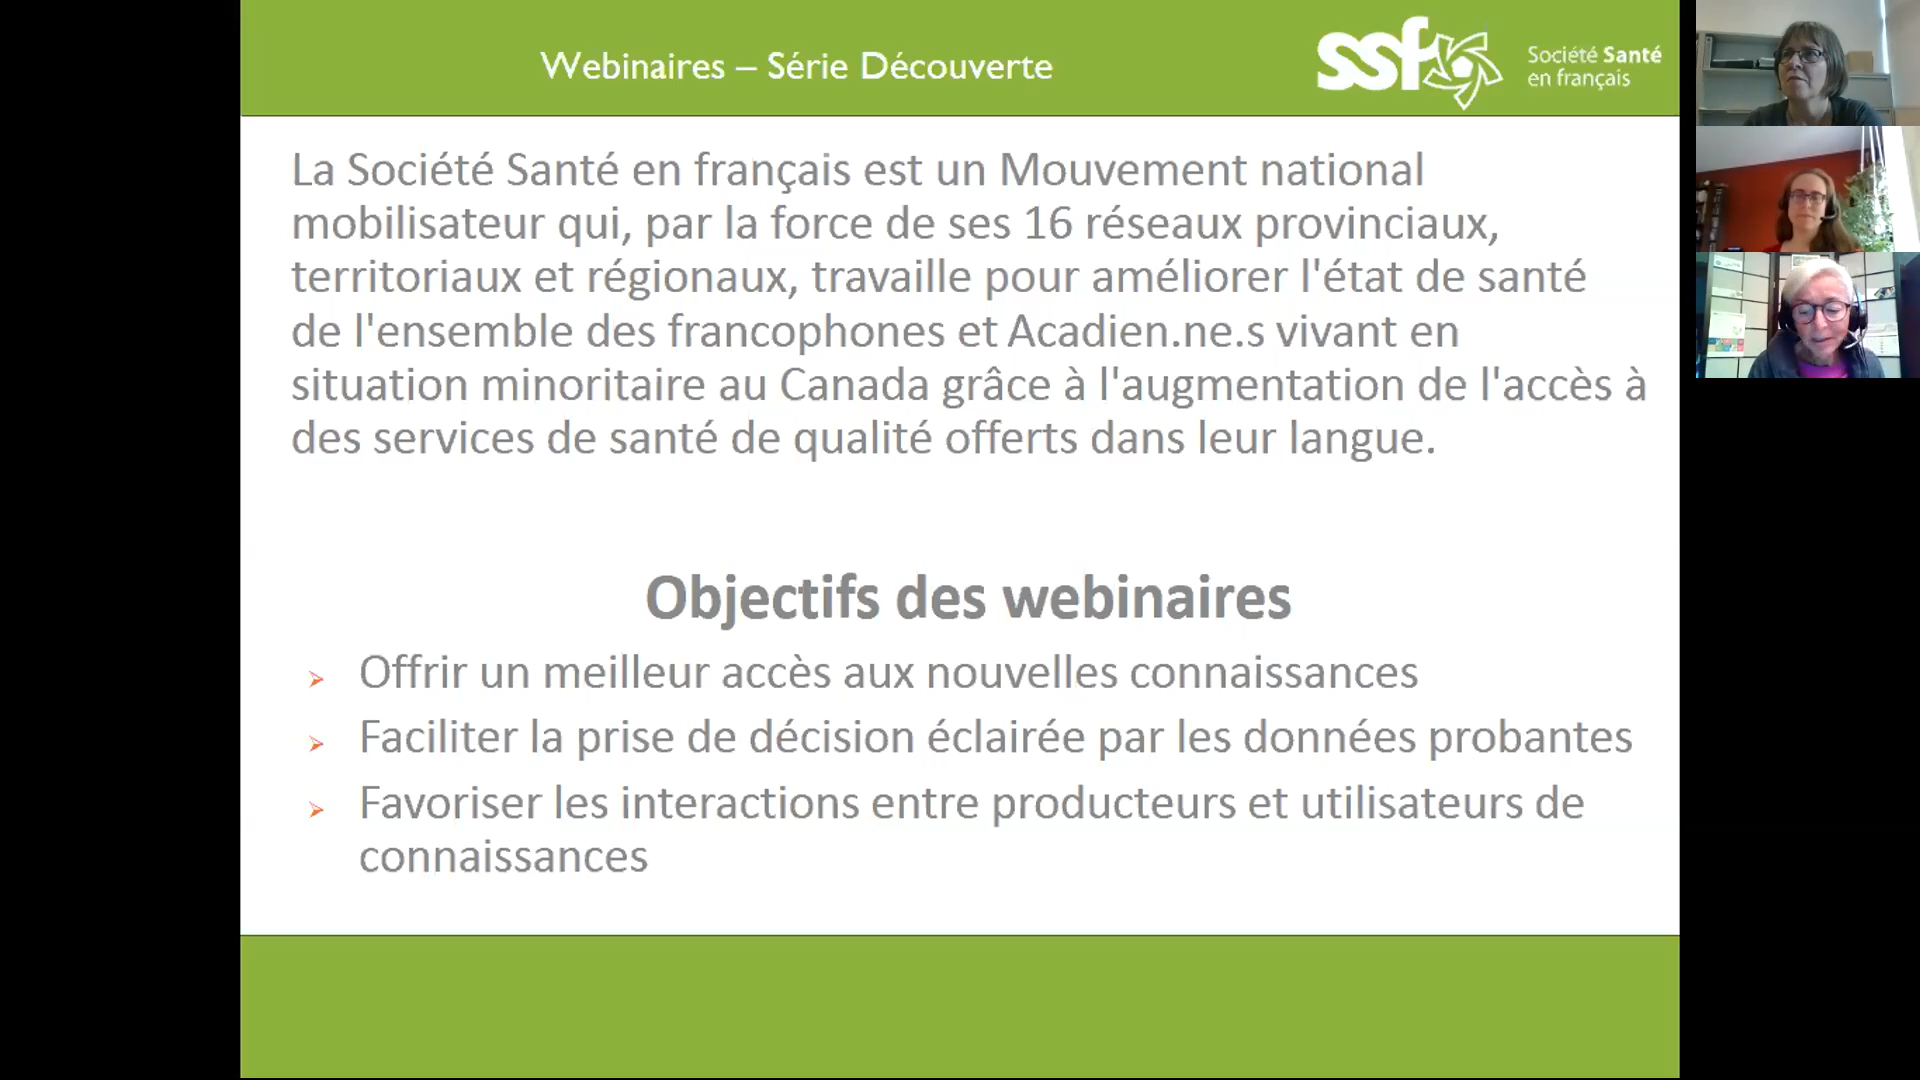 Webinaires – Série Découverte
ssf
Société Santé
en français
La Société Santé en français est un Mouvement national
mobilisateur qui, par la force de ses 16 réseaux provinciaux,
territoriaux et régionaux, travaille pour améliorer l'état de santé
de l'ensemble des francophones et Acadien.ne.s vivant en
situation minoritaire au Canada grâce à l'augmentation de l'accès à
des services de santé de qualité offerts dans leur langue.
Objectifs des webinaires
➢ Offrir un meilleur accès aux nouvelles connaissances
➢ Faciliter la prise de décision éclairée par les données probantes
➢ Favoriser les interactions entre producteurs et utilisateurs de
connaissances